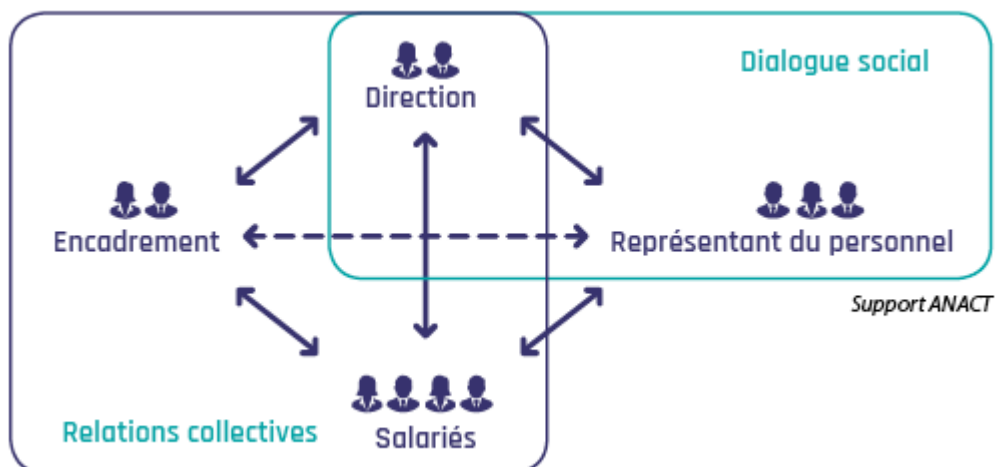 Dialogue social
Direction
Encadrement
Représentant du personnel
Support ANACT
Relations collectives
Salariés